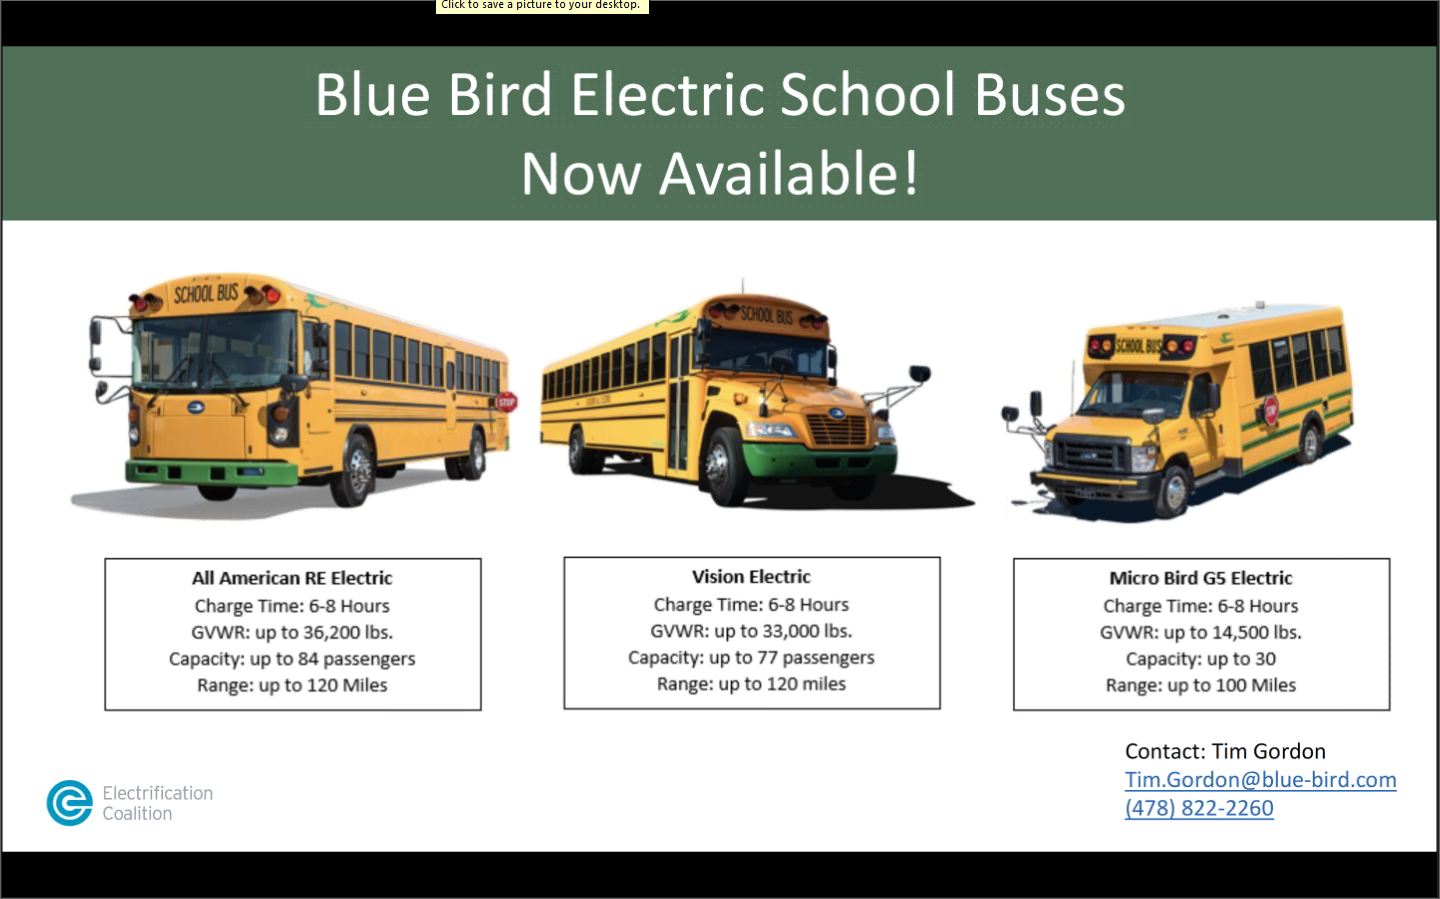 Click to save a picture to your desktop.
Blue Bird Electric School Buses
Now Available!
SCHOOL BUS
SCHOOL BUS
SCHOOL BUS
STOP
STOP
All American RE Electric
Charge Time: 6-8 Hours
GVWR: up to 36,200 lbs.
Capacity: up to 84 passengers
Range: up to 120 Miles
Vision Electric
Charge Time: 6-8 Hours
GVWR: up to 33,000 lbs.
Capacity: up to 77 passengers
Range: up to 120 miles
Micro Bird G5 Electric
Charge Time: 6-8 Hours
GVWR: up to 14,500 lbs.
Capacity: up to 30
Range: up to 100 Miles
Contact: Tim Gordon
Tim.Gordon@blue-bird.com
(478) 822-2260
Electrification
Coalition